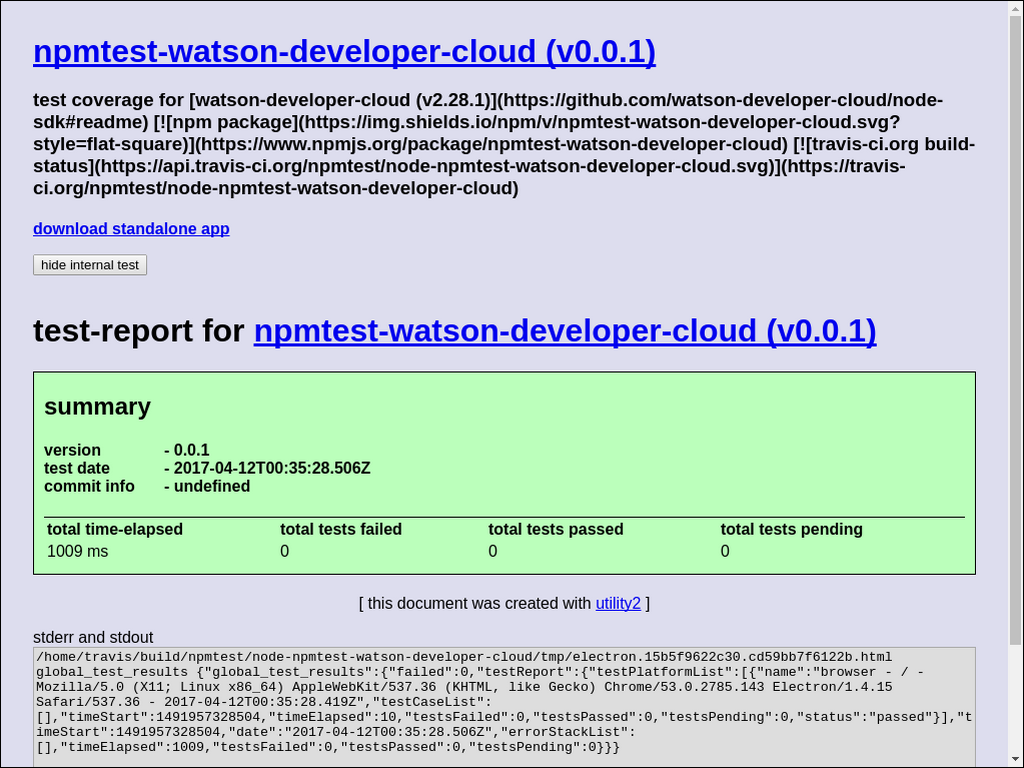 npmtest-watson-developer-cloud (v0.0.1)
test coverage for [watson-developer-cloud (v2.28.1)](https://github.com/watson-developer-cloud/node-
sdk#readme) [![npm package](https://img.shields.io/npm/v/npmtest-watson-developer-cloud.svg?
style=flat-square)](https://www.npmjs.org/package/npmtest-watson-developer-cloud) [![travis-ci.org build-
status](https://api.travis-ci.org/npmtest/node-npmtest-watson-developer-cloud.svg)](https://travis-
ci.org/npmtest/node-npmtest-watson-developer-cloud)
download standalone app
hide internal test
test-report for npmtest-watson-developer-cloud (v0.0.1)
summary
version - 0.0.1
test date - 2017-04-12T00:35:28.506Z
commit info - undefined
total time-elapsed total tests failed total tests passed total tests pending
1009 ms 0 0 0
[ this document was created with utility2 ]
stderr and stdout
/home/travis/build/npmtest/node-npmtest-watson-developer-cloud/tmp/electron.15b5f9622c30.cd59bb7f6122b.html
global_test_results {"global_test_results":{"failed":0,"testReport":{"testPlatformList":[{"name":"browser - / -
Mozilla/5.0 (X11; Linux x86_64) AppleWebKit/537.36 (KHTML, like Gecko) Chrome/53.0.2785.143 Electron/1.4.15
Safari/537.36 - 2017-04-12T00:35:28.419Z","testCaseList":
[],"timeStart":1491957328504,"timeElapsed":10,"testsFailed":0,"testsPassed":0,"testsPending":0,"status":"passed"}],"t
imeStart":1491957328504,"date":"2017-04-12T00:35:28.506Z","errorStackList":
[],"timeElapsed":1009,"testsFailed":0,"testsPassed":0,"testsPending":0}}}